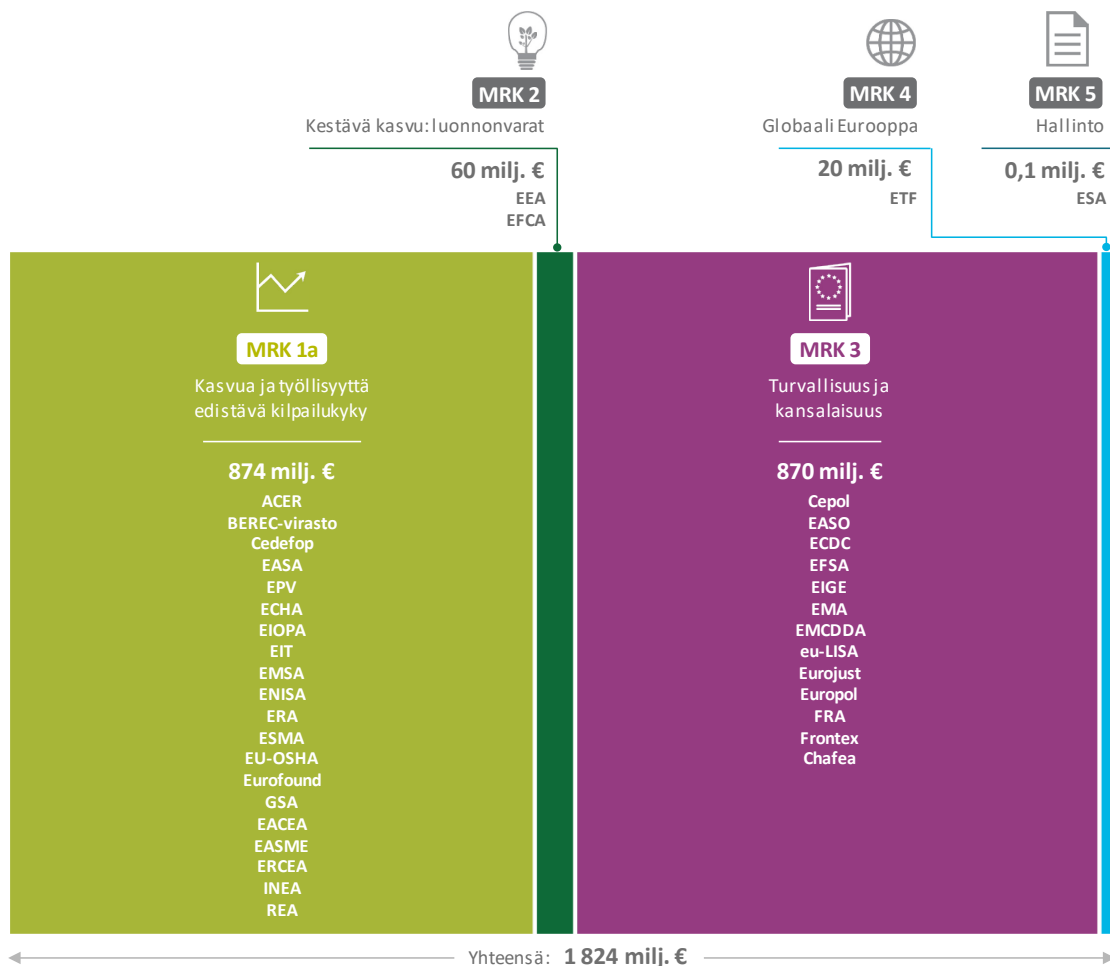 MRK 2
Kestävä kasvu: luonnonvarat
60 milj. €
EEA
EFCA
MRK 4
Globaali Eurooppa
20 milj. €
ETF
MRK 5
Hallinto
0,1 milj. €
ESA
MRK 1a
Kasvua ja työllisyyttä
edistävä kilpailukyky
874 milj. €
ACER
BEREC-virasto
Cedefop
EASA
EPV
ECHA
EIOPA
EIT
EMSA
ENISA
ERA
ESMA
EU-OSHA
Eurofound
GSA
EACEA
EASME
ERCEA
INEA
REA
MRK 3
Turvallisuus ja
kansalaisuus
870 milj. €
Cepol
EASO
ECDC
EFSA
EIGE
EMA
EMCDDA
eu-LISA
Eurojust
Europol
FRA
Frontex
Chafea
Yhteensä: 1 824 milj. €